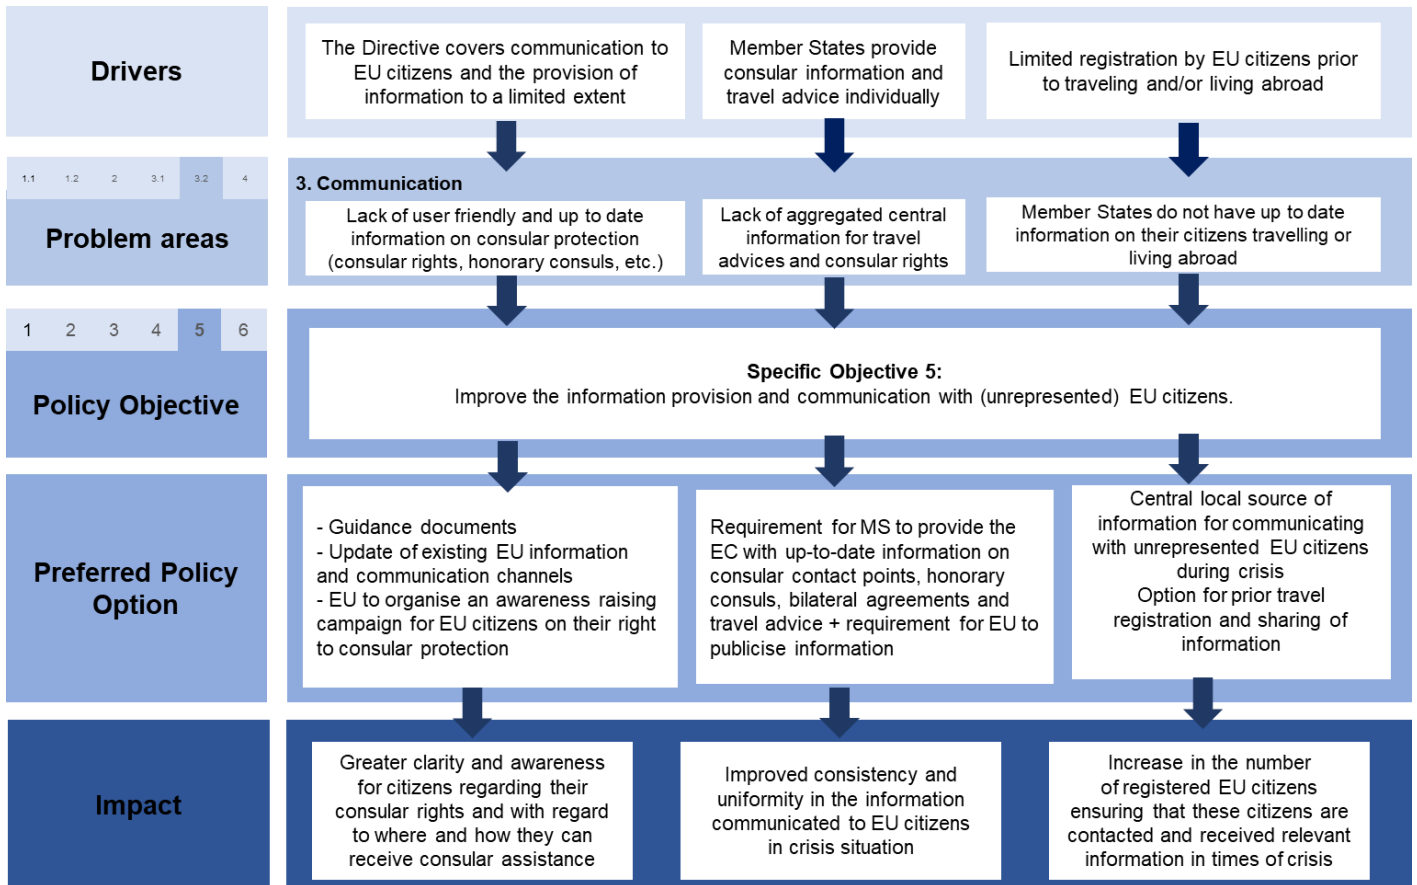 Drivers
The Directive covers communication to
EU citizens and the provision of
information to a limited extent
Member States provide
consular information and
travel advice individually
Limited registration by EU citizens prior
to traveling and/or living abroad
1.1 1.2 2 3.1 3.2 4
Problem areas
3. Communication
Lack of user friendly and up to date
information on consular protection
(consular rights, honorary consuls, etc.)
Lack of aggregated central
information for travel
advices and consular rights
Member States do not have up to date
information on their citizens travelling or
living abroad
1 2 3 4 5 6
Policy Objective
Specific Objective 5:
Improve the information provision and communication with (unrepresented) EU citizens.
Preferred Policy
Option
- Guidance documents
- Update of existing EU information
and communication channels
- EU to organise an awareness raising
campaign for EU citizens on their right
to consular protection
Requirement for MS to provide the
EC with up-to-date information on
consular contact points, honorary
consuls, bilateral agreements and
travel advice + requirement for EU to
publicise information
Central local source of
information for communicating
with unrepresented EU citizens
during crisis
Option for prior travel
registration and sharing of
information
Impact
Greater clarity and awareness
for citizens regarding their
consular rights and with regard
to where and how they can
receive consular assistance
Improved consistency and
uniformity in the information
communicated to EU citizens
in crisis situation
Increase in the number
of registered EU citizens
ensuring that these citizens are
contacted and received relevant
information in times of crisis